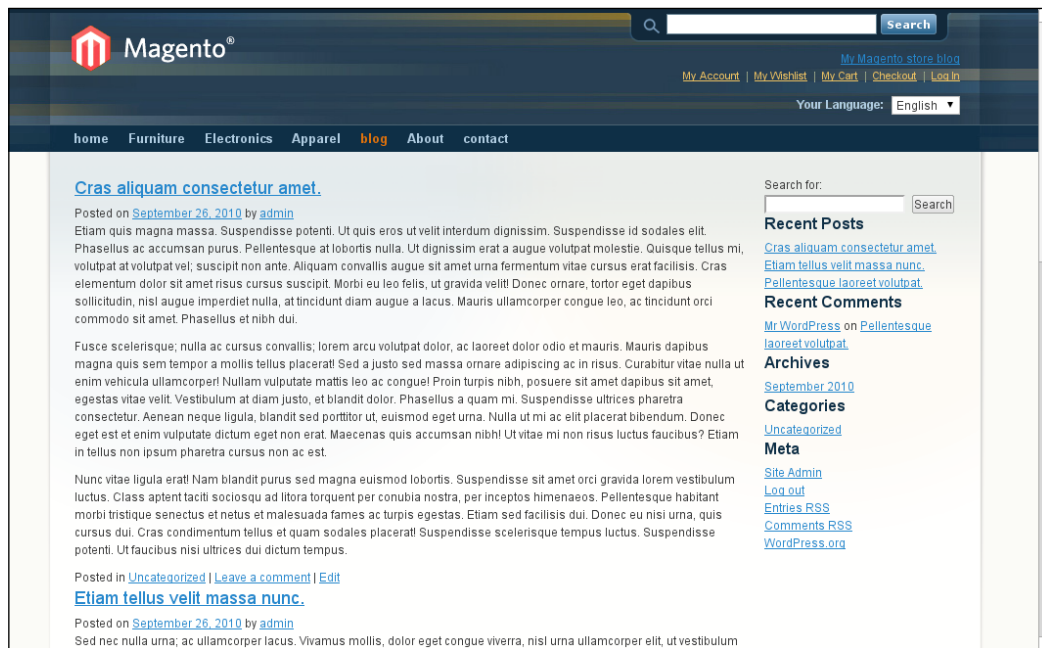 Magento®
Search
My Magento store blog
My Account | My Wishlist | My Cart | Checkout | Log In
Your Language: English
home Furniture Electronics Apparel blog About contact
Cras aliquam consectetur amet.
Posted on September 26, 2010 by admin
Etiam quis magna massa. Suspendisse potenti. Ut quis eros ut velit interdum dignissim. Suspendisse id sodales elit.
Phasellus ac accumsan purus. Pellentesque at lobortis nulla. Ut dignissim erat a augue volutpat molestie. Quisque tellus mi,
volutpat at volutpat vel; suscipit non ante. Aliquam convallis augue sit amet urna fermentum vitae cursus erat facilisis. Cras
elementum dolor sit amet risus cursus suscipit. Morbi eu leo felis, ut gravida velit! Donec ornare, tortor eget dapibus
sollicitudin, nisl augue imperdiet nulla, at tincidunt diam augue a lacus. Mauris ullamcorper congue leo, ac tincidunt orci
commodo sit amet. Phasellus et nibh dui.
Fusce scelerisque; nulla ac cursus convallis; lorem arcu volutpat dolor, ac laoreet dolor odio et mauris. Mauris dapibus
magna quis sem tempor a mollis tellus placerat! Sed a justo sed massa ornare adipiscing ac in risus. Curabitur vitae nulla ut
enim vehicula ullamcorper! Nullam vulputate mattis leo ac congue! Proin turpis nibh, posuere sit amet dapibus sit amet,
egestas vitae velit. Vestibulum at diam justo, et blandit dolor. Phasellus a quam mi. Suspendisse ultrices pharetra
consectetur. Aenean neque ligula, blandit sed porttitor ut, euismod eget urna. Nulla ut mi ac elit placerat bibendum. Donec
eget est et enim vulputate dictum eget non erat. Maecenas quis accumsan nibh! Ut vitae mi non risus luctus faucibus? Etiam
in tellus non ipsum pharetra cursus non ac est.
Nunc vitae ligula erat! Nam blandit purus sed magna euismod lobortis. Suspendisse sit amet orci gravida lorem vestibulum
luctus. Class aptent taciti sociosqu ad litora torquent per conubia nostra, per inceptos himenaeos. Pellentesque habitant
morbi tristique senectus et netus et malesuada fames ac turpis egestas. Etiam sed facilisis dui. Donec eu nisi urna, quis
cursus dui. Cras condimentum tellus et quam sodales placerat! Suspendisse scelerisque tempus luctus. Suspendisse
potenti. Ut faucibus nisi ultrices dui dictum tempus.
Posted in Uncategorized | Leave a comment | Edit
Etiam tellus velit massa nunc.
Posted on September 26, 2010 by admin
Sed nec nulla urna; ac ullamcorper lacus. Vivamus mollis, dolor eget congue viverra, nisl urna ullamcorper elit, ut vestibulum
Search for:
Search
Recent Posts
Cras aliquam consectetur amet.
Etiam tellus velit massa nunc.
Pellentesque laoreet volutpat.
Recent Comments
Mr WordPress on Pellentesque
laoreet volutpat.
Archives
September 2010
Categories
Uncategorized
Meta
Site Admin
Log out
Entries RSS
Comments RSS
WordPress.org